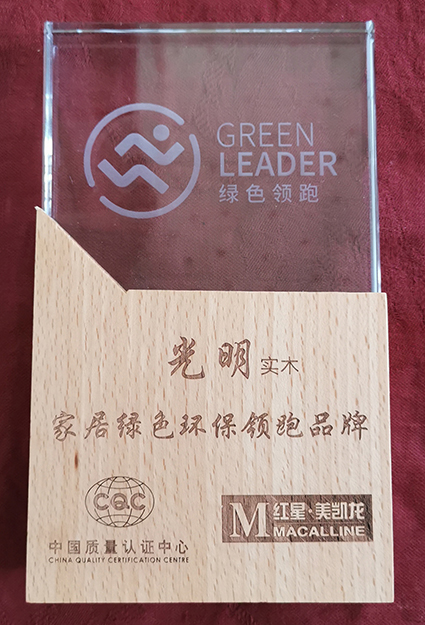 GREEN
LEADER
绿色领跑
光明 实木
家居绿色环保领跑品牌
CQC
中国质量认证中心
CHINA QUALITY CERTIFICATION CENTRE
M 红星·美凯龙
MACALLINE